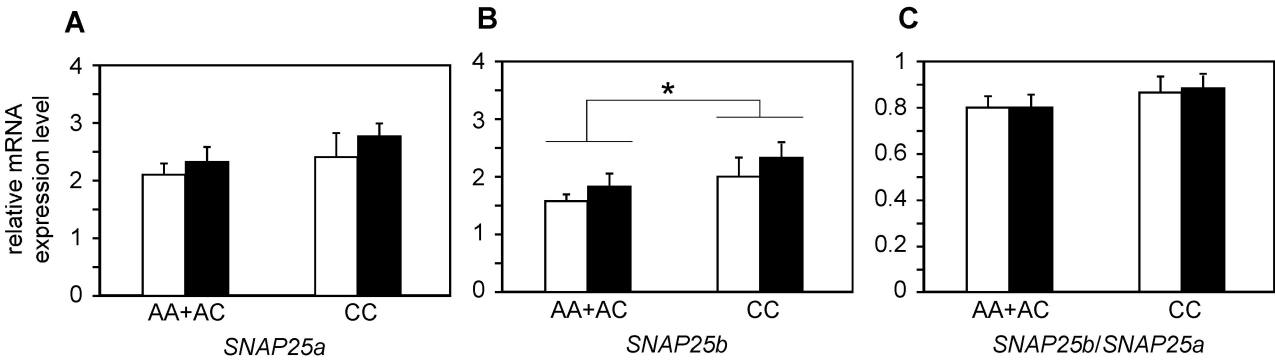 A
B
C
relative mRNA
expression level
4
3
2
1
0
AA+AC
CC
SNAP25a
4
3
2
1
0
*
AA+AC
CC
SNAP25b
1
0.8
0.6
0.4
0.2
0
AA+AC
CC
SNAP25b/SNAP25a